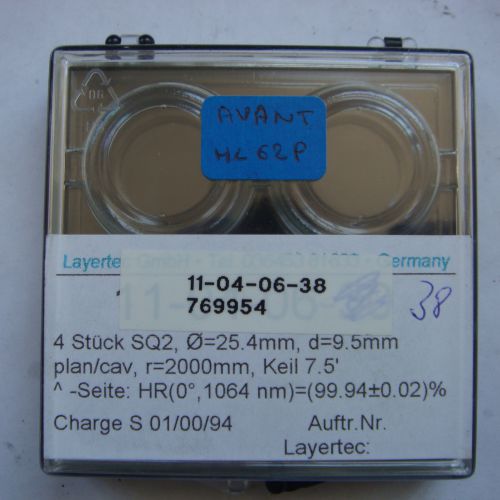 AVANT
HL 62P
Layertec GmbH - Tel. - Germany
11-04-06-38
769954
38
4 Stück SQ2, Ø=25.4mm, d=9.5mm
plan/cav, r=2000mm, Keil 7.5'
^ -Seite: HR(0°,1064 nm)=(99.94±0.02)%
Charge S 01/00/94 Auftr.Nr.
Layertec: